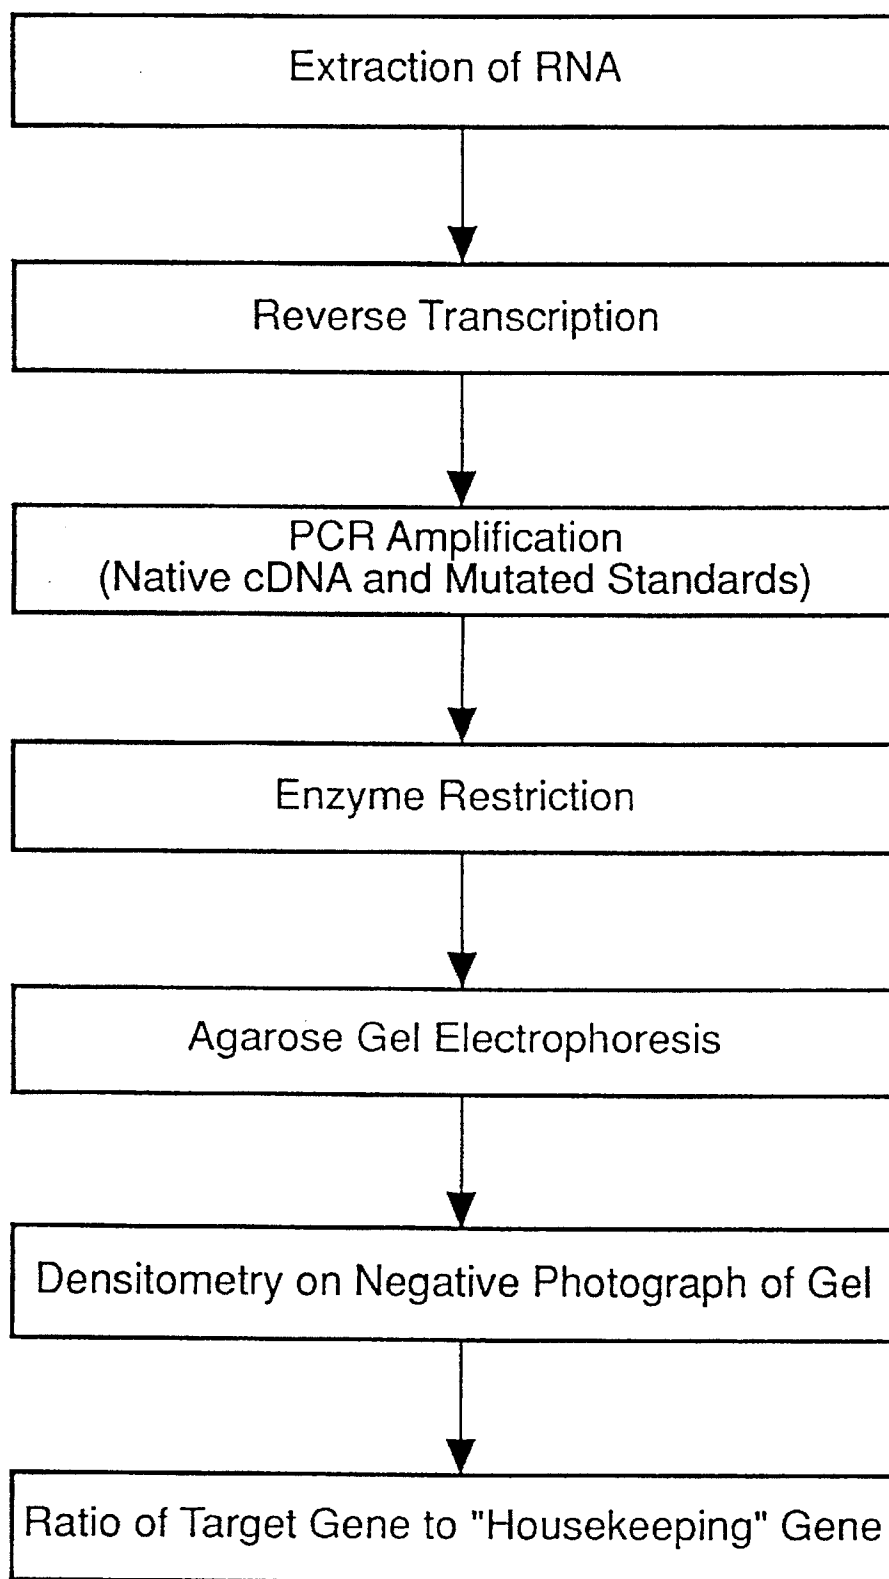 Extraction of RNA
Reverse Transcription
PCR Amplification
(Native cDNA and Mutated Standards)
Enzyme Restriction
Agarose Gel Electrophoresis
Densitometry on Negative Photograph of Gel
Ratio of Target Gene to "Housekeeping" Gene